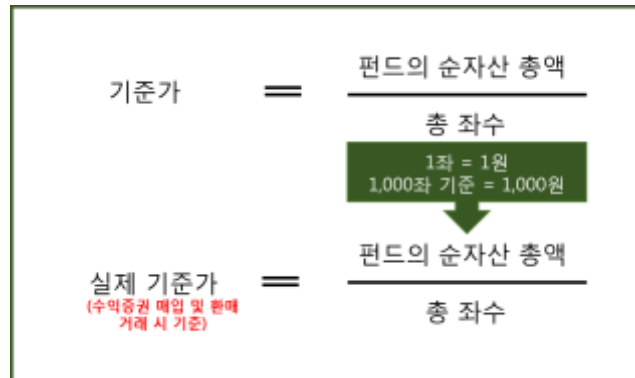 기준가 = 펀드의 순자산 총액
총 좌수
1좌 = 1원
1,000좌 기준 = 1,000원
실제 기준가 = 펀드의 순자산 총액
총 좌수
(수익증권 매입 및 환매
거래 시 기준)